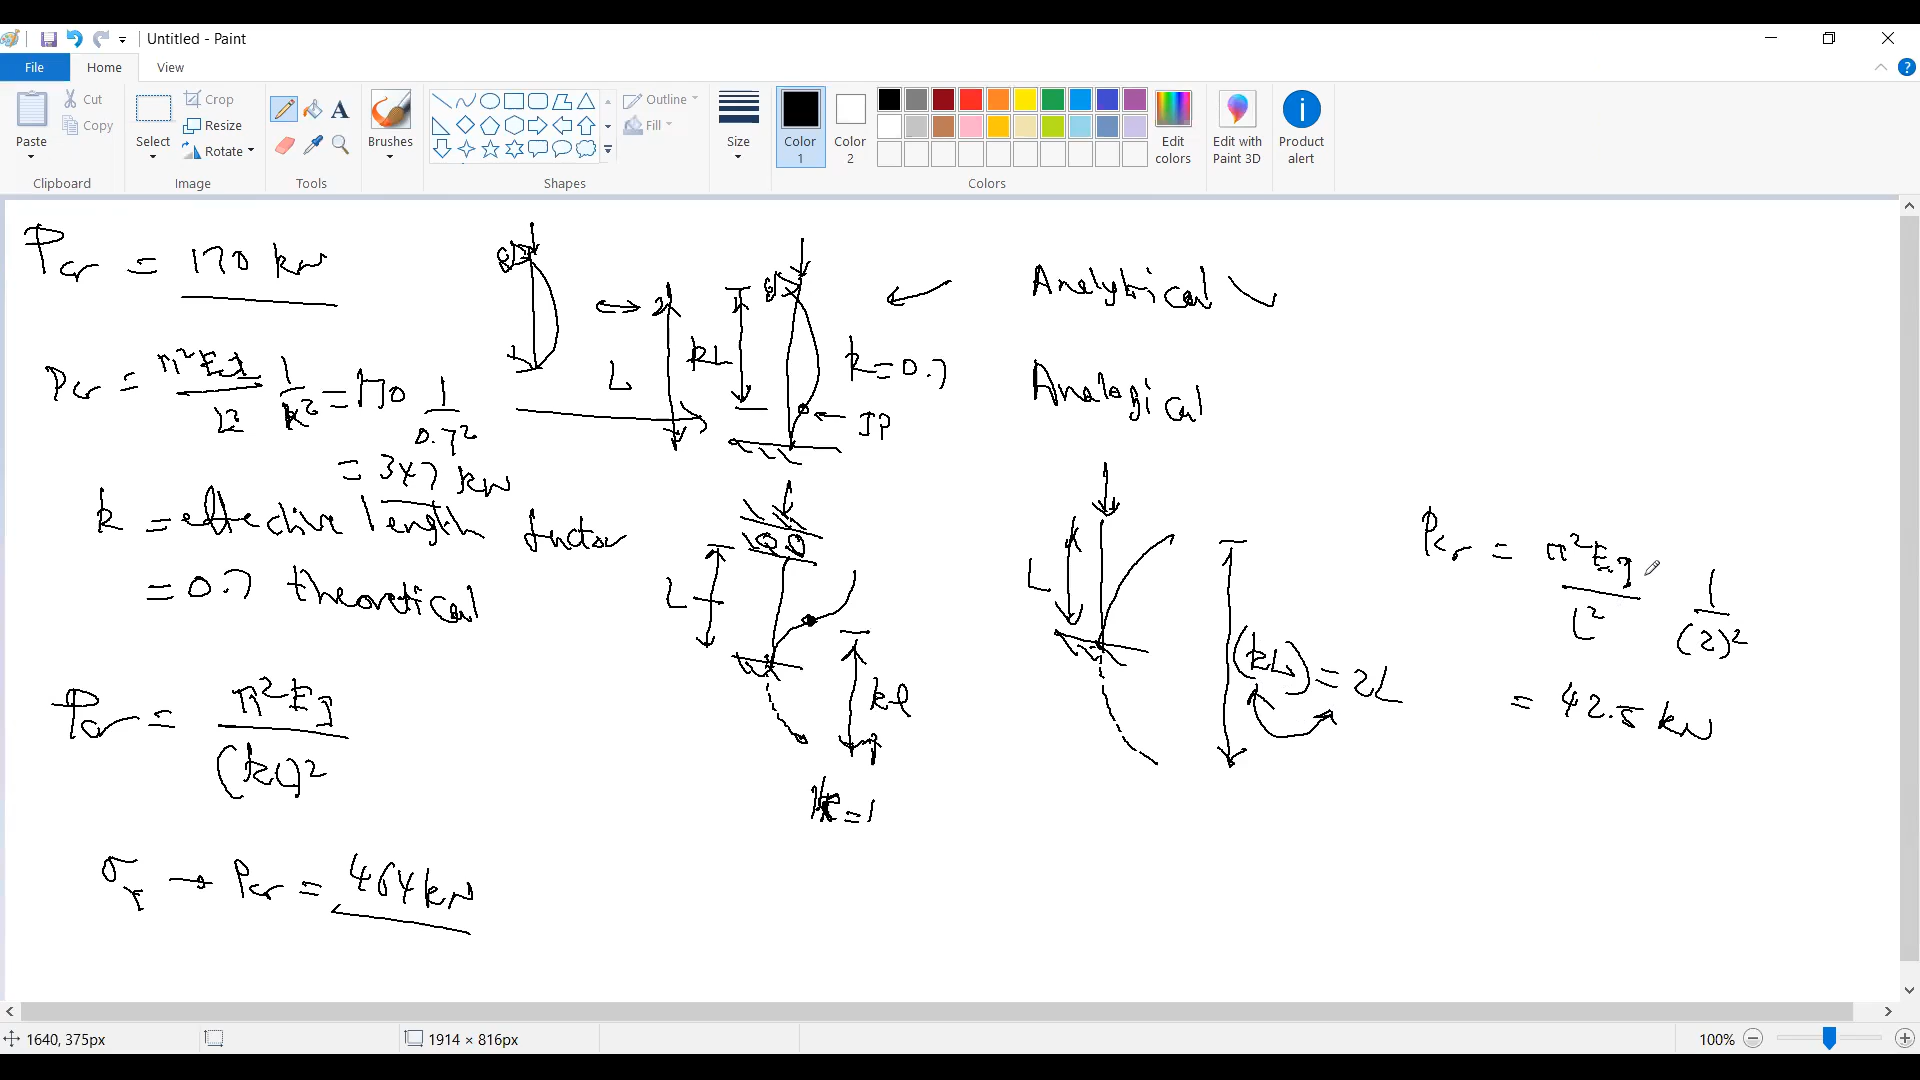 Untitled - Paint
File
Home
View
Paste
Cut
Copy
Clipboard
Select
Crop
Resize
Rotate
Image
A
Tools
Brushes
Outline
Fill
Shapes
Size
Color 1
Color 2
Edit colors
Edit with Paint 3D
Product alert
Colors
Pcr = 170 kN
Pcr = π²EI/L² 1/k² = 170 1/0.7²
= 347 kN
k = effective length factor
= 0.7 theoretical
Pcr = π²EI/(kL)²
σY → Pcr = 464 kN
L
kL
k = 0.7
IP
Analytical
Analogical
L
kl
k = 1
L
(kL) = 2L
Pcr = π²EI/L² 1/(2)²
= 42.5 kN
1640, 375px
1914 × 816px
100%